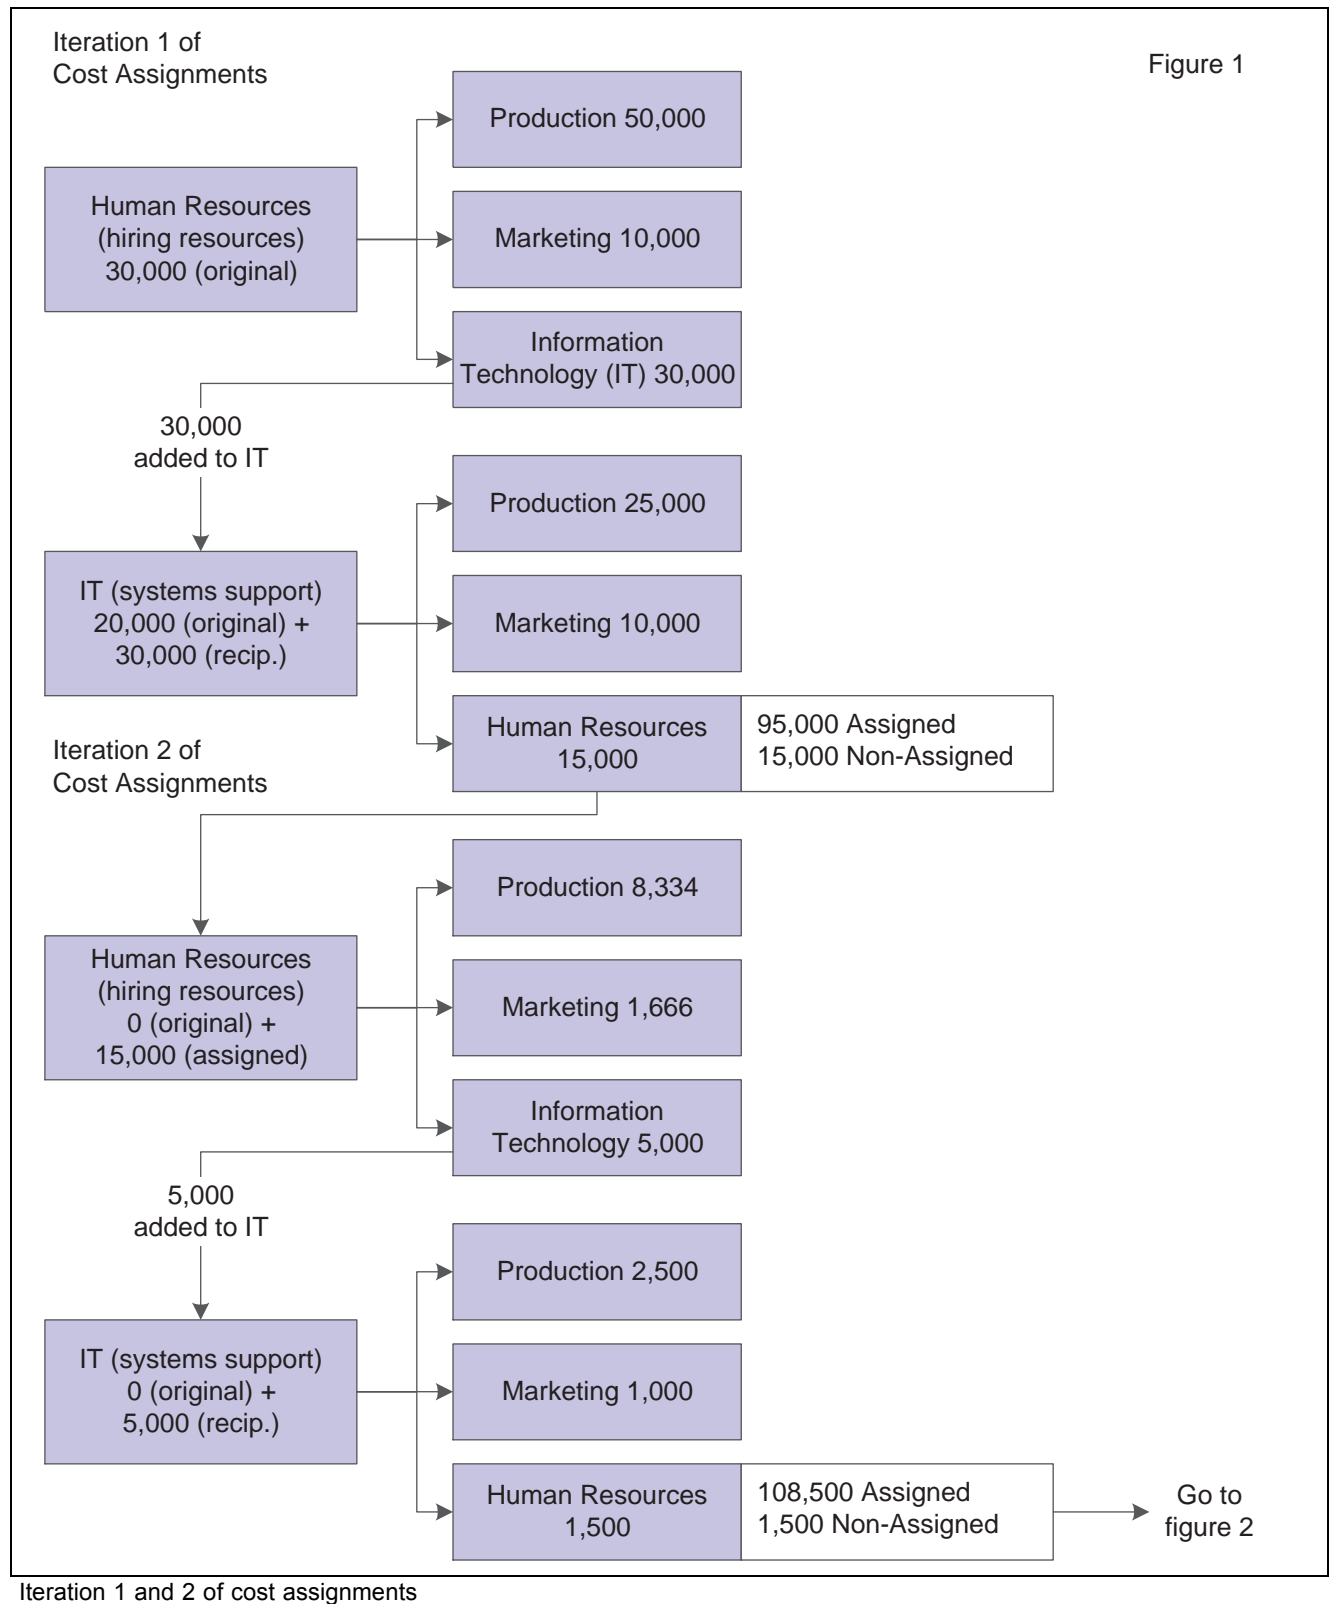 Iteration 1 of
Cost Assignments
Figure 1
Production 50,000
Human Resources
(hiring resources)
30,000 (original)
Marketing 10,000
Information
Technology (IT) 30,000
30,000
added to IT
Production 25,000
IT (systems support)
20,000 (original) +
30,000 (recip.)
Marketing 10,000
Human Resources
15,000
95,000 Assigned
15,000 Non-Assigned
Iteration 2 of
Cost Assignments
Production 8,334
Human Resources
(hiring resources)
0 (original) +
15,000 (assigned)
Marketing 1,666
Information
Technology 5,000
5,000
added to IT
Production 2,500
IT (systems support)
0 (original) +
5,000 (recip.)
Marketing 1,000
Human Resources
1,500
108,500 Assigned
1,500 Non-Assigned
Go to
figure 2
Iteration 1 and 2 of cost assignments